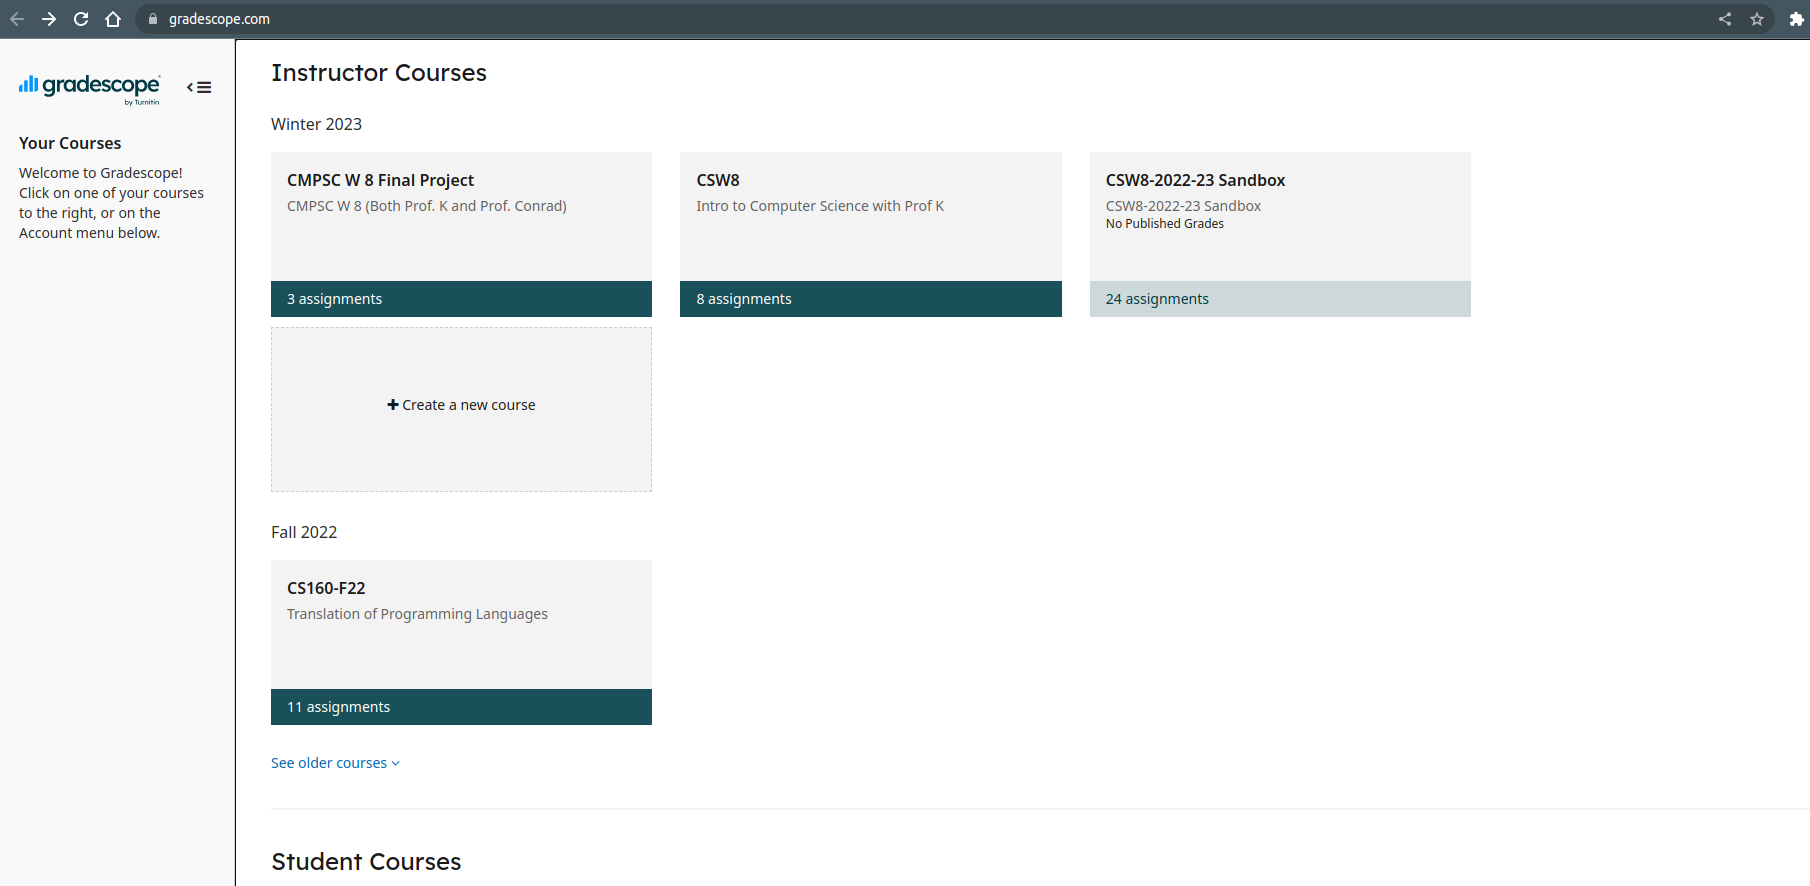 gradescope.com
gradescope
by Turnitin
Your Courses
Welcome to Gradescope!
Click on one of your courses
to the right, or on the
Account menu below.
Instructor Courses
Winter 2023
CMPSC W 8 Final Project
CMPSC W 8 (Both Prof. K and Prof. Conrad)
3 assignments
CSW8
Intro to Computer Science with Prof K
8 assignments
CSW8-2022-23 Sandbox
CSW8-2022-23 Sandbox
No Published Grades
24 assignments
Create a new course
Fall 2022
CS160-F22
Translation of Programming Languages
11 assignments
See older courses
Student Courses